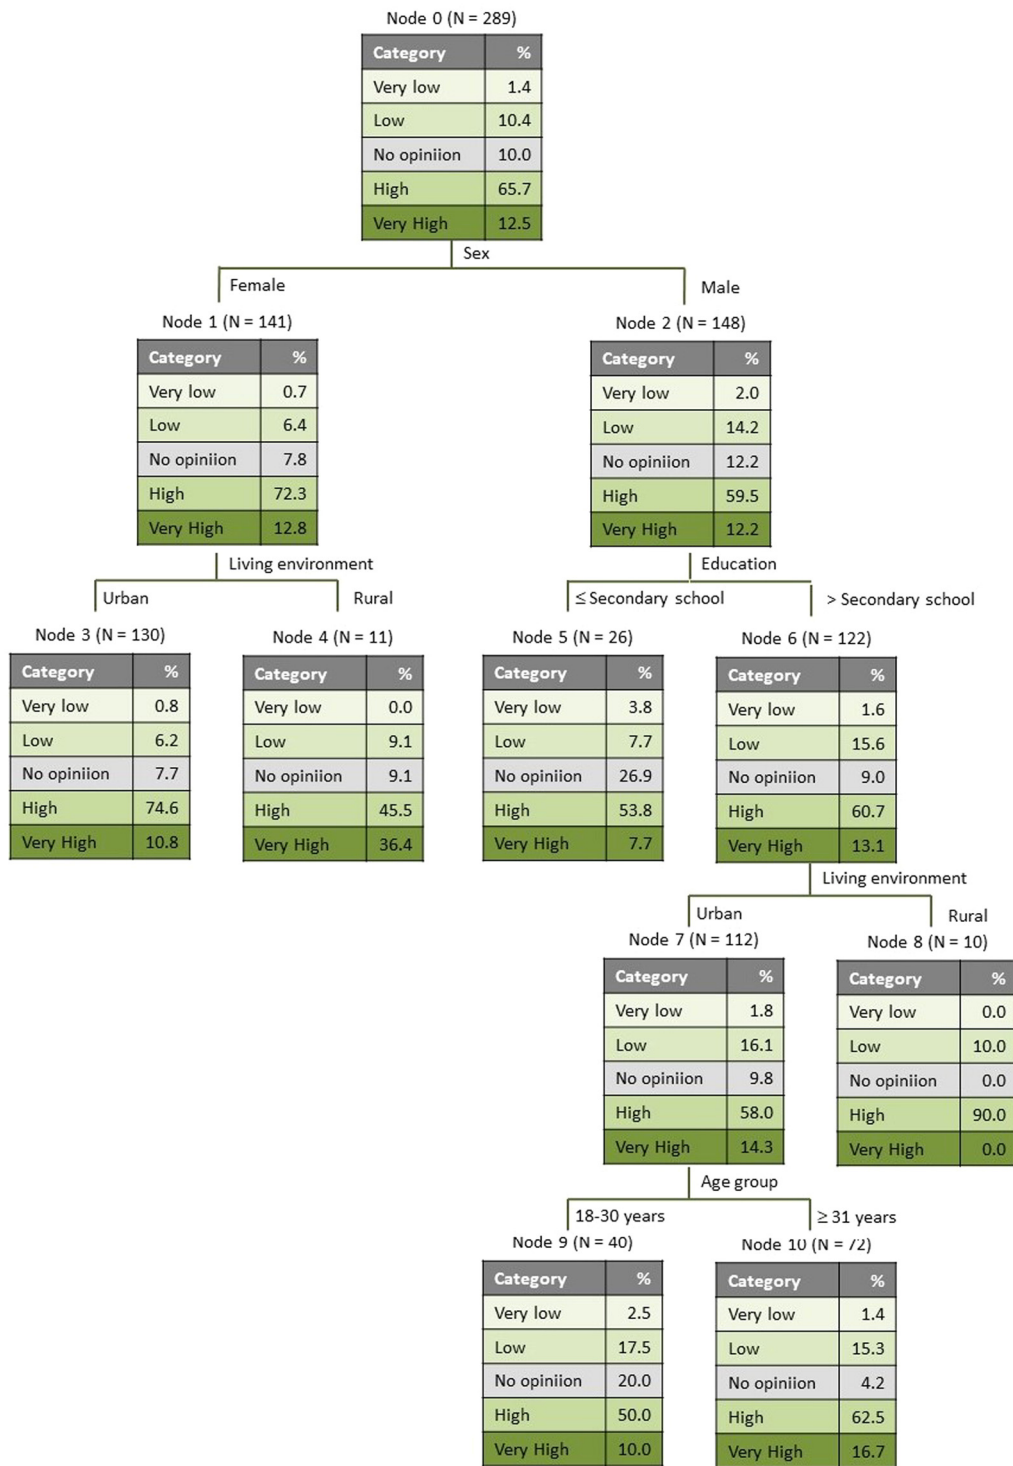 Node 0 (N = 289)
Category %
Very low 1.4
Low 10.4
No opiniion 10.0
High 65.7
Very High 12.5
Sex
Female
Male
Node 1 (N = 141)
Category %
Very low 0.7
Low 6.4
No opiniion 7.8
High 72.3
Very High 12.8
Node 2 (N = 148)
Category %
Very low 2.0
Low 14.2
No opiniion 12.2
High 59.5
Very High 12.2
Living environment
Urban
Rural
Education
≤ Secondary school
> Secondary school
Node 3 (N = 130)
Category %
Very low 0.8
Low 6.2
No opiniion 7.7
High 74.6
Very High 10.8
Node 4 (N = 11)
Category %
Very low 0.0
Low 9.1
No opiniion 9.1
High 45.5
Very High 36.4
Node 5 (N = 26)
Category %
Very low 3.8
Low 7.7
No opiniion 26.9
High 53.8
Very High 7.7
Node 6 (N = 122)
Category %
Very low 1.6
Low 15.6
No opiniion 9.0
High 60.7
Very High 13.1
Living environment
Urban
Rural
Node 7 (N = 112)
Category %
Very low 1.8
Low 16.1
No opiniion 9.8
High 58.0
Very High 14.3
Node 8 (N = 10)
Category %
Very low 0.0
Low 10.0
No opiniion 0.0
High 90.0
Very High 0.0
Age group
18-30 years
≥ 31 years
Node 9 (N = 40)
Category %
Very low 2.5
Low 17.5
No opiniion 20.0
High 50.0
Very High 10.0
Node 10 (N = 72)
Category %
Very low 1.4
Low 15.3
No opiniion 4.2
High 62.5
Very High 16.7